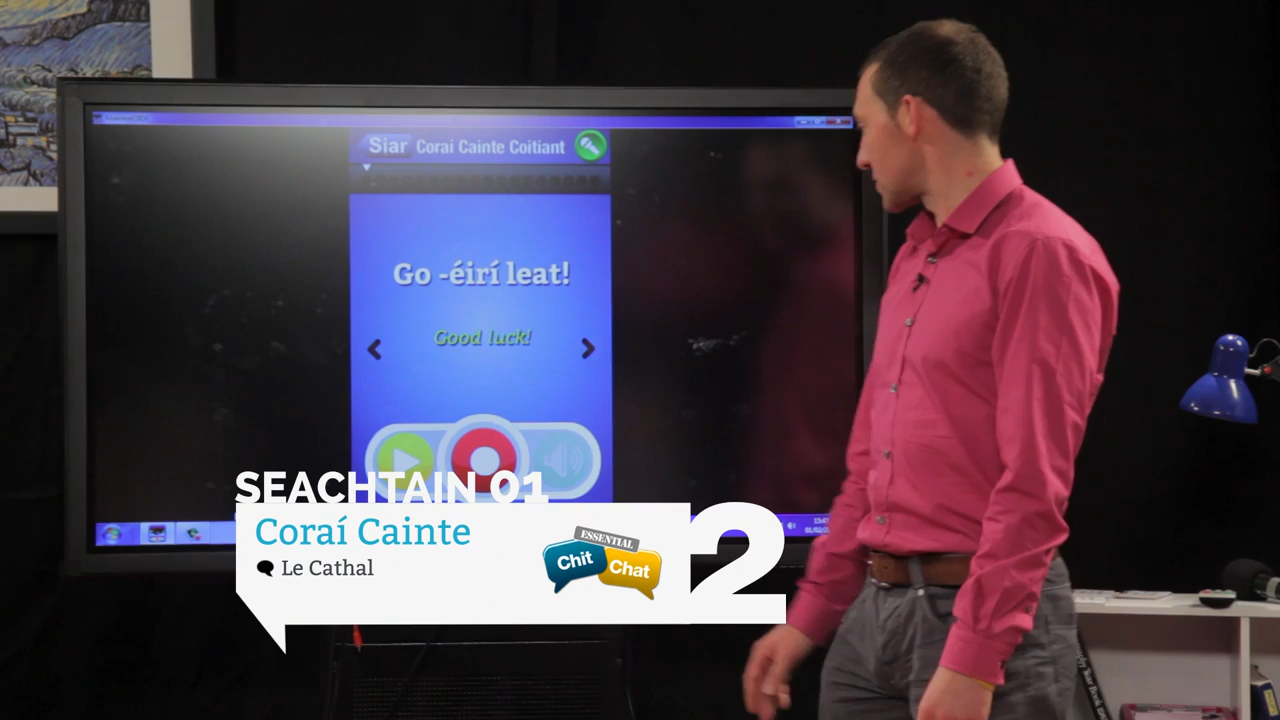 Siar
Coraí Cainte Coitiant
Go -éirí leat!
Good luck!
SEACHTAIN 01
Coraí Cainte
Le Cathal
ESSENTIAL
Chit
Chat
2